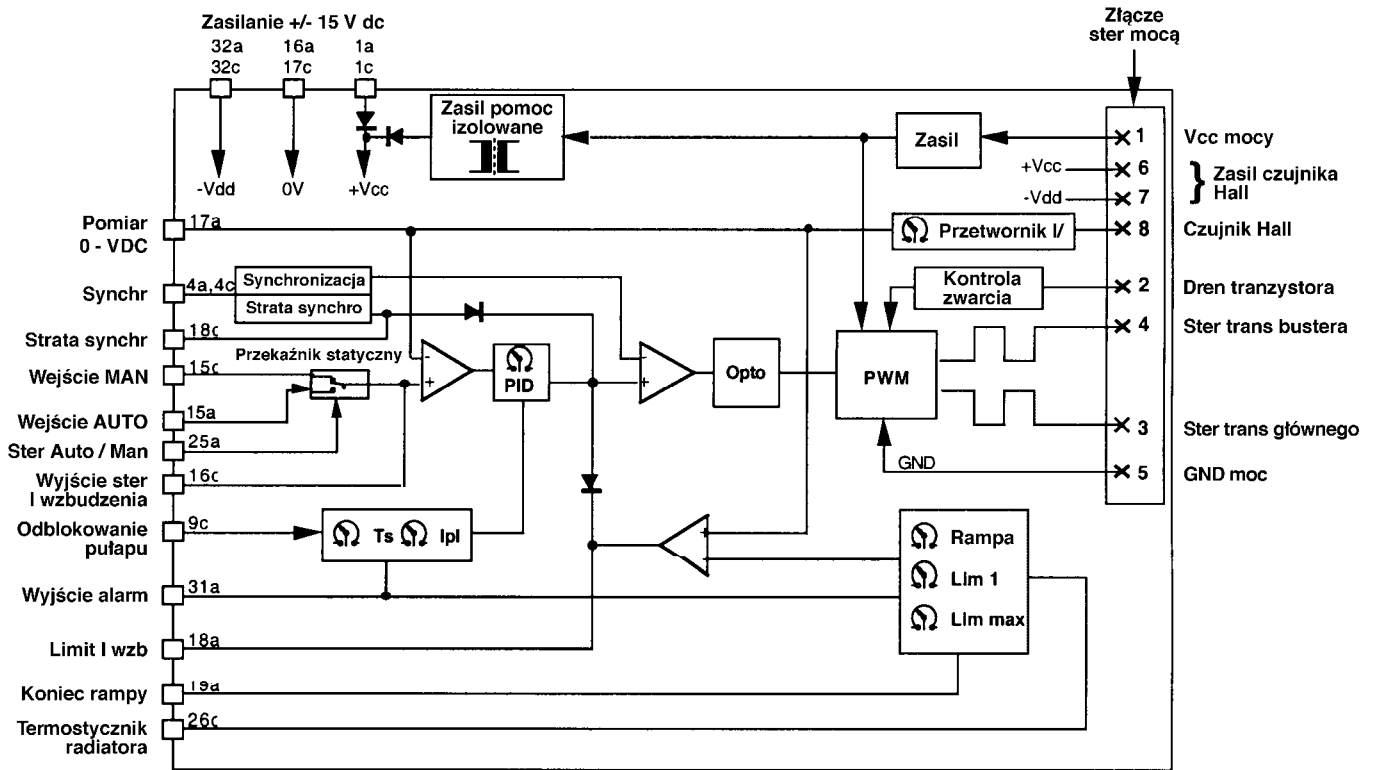 Zasilanie +/- 15 V dc
32a 16a 1a
32c 17c 1c
Złącze
ster mocą
Zasil pomoc
izolowane
Zasil
1 Vcc mocy
+Vcc 6
-Vdd 7
} Zasil czujnika
Hall
-Vdd 0V +Vcc
Pomiar
0 - VDC
17a
Przetwornik I/
8 Czujnik Hall
Synchr
4a,4c
Synchronizacja
Strata synchro
Kontrola
zwarcia
2 Dren tranzystora
4 Ster trans bustera
Strata synchr
18c
Przekaźnik statyczny
Wejście MAN
15c
-
+
PID
+
Opto
PWM
Wejście AUTO
15a
3 Ster trans głównego
Ster Auto / Man
25a
GND
5 GND moc
Wyjście ster
I wzbudzenia
16c
Odblokowanie
pułapu
9c
Ts Ipl
+
Rampa
Lim 1
Lim max
Wyjście alarm
31a
Limit I wzb
18a
Koniec rampy
19a
Termostycznik
radiatora
26c